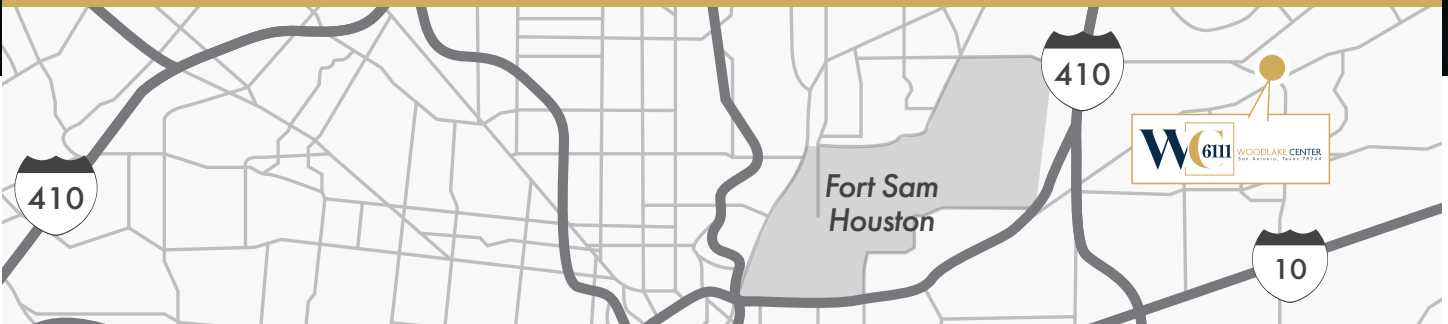 410
410
Fort Sam
Houston
WC
6111
WOODLAKE CENTER
San Antonio, Texas 78244
10